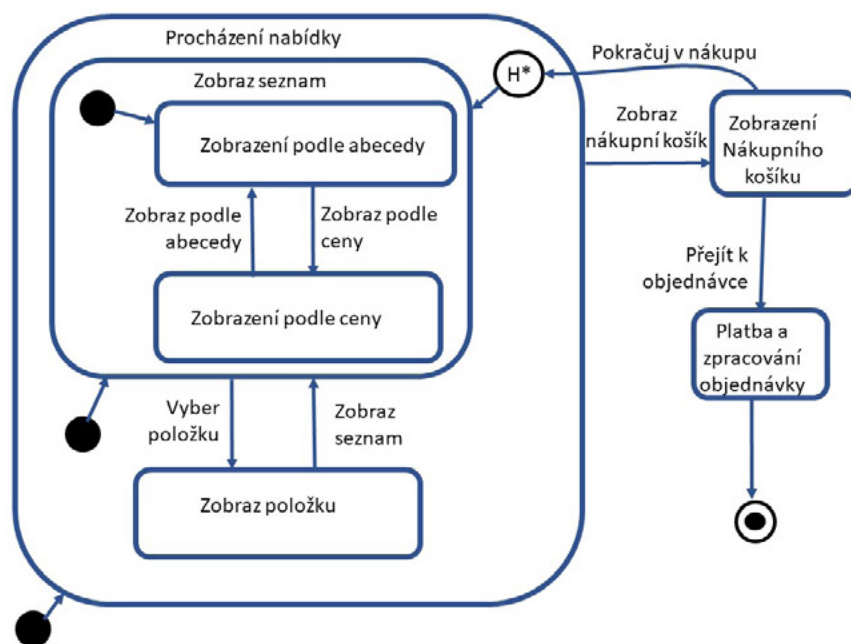 Procházení nabídky
Zobraz seznam
Zobrazení podle abecedy
Zobraz podle
abecedy
Zobraz podle
ceny
Zobrazení podle ceny
Vyber
položku
Zobraz
seznam
Zobraz položku
H*
Pokračuj v nákupu
Zobraz
nákupní košík
Zobrazení
Nákupního
košíku
Přejít k
objednávce
Platba a
zpracování
objednávky